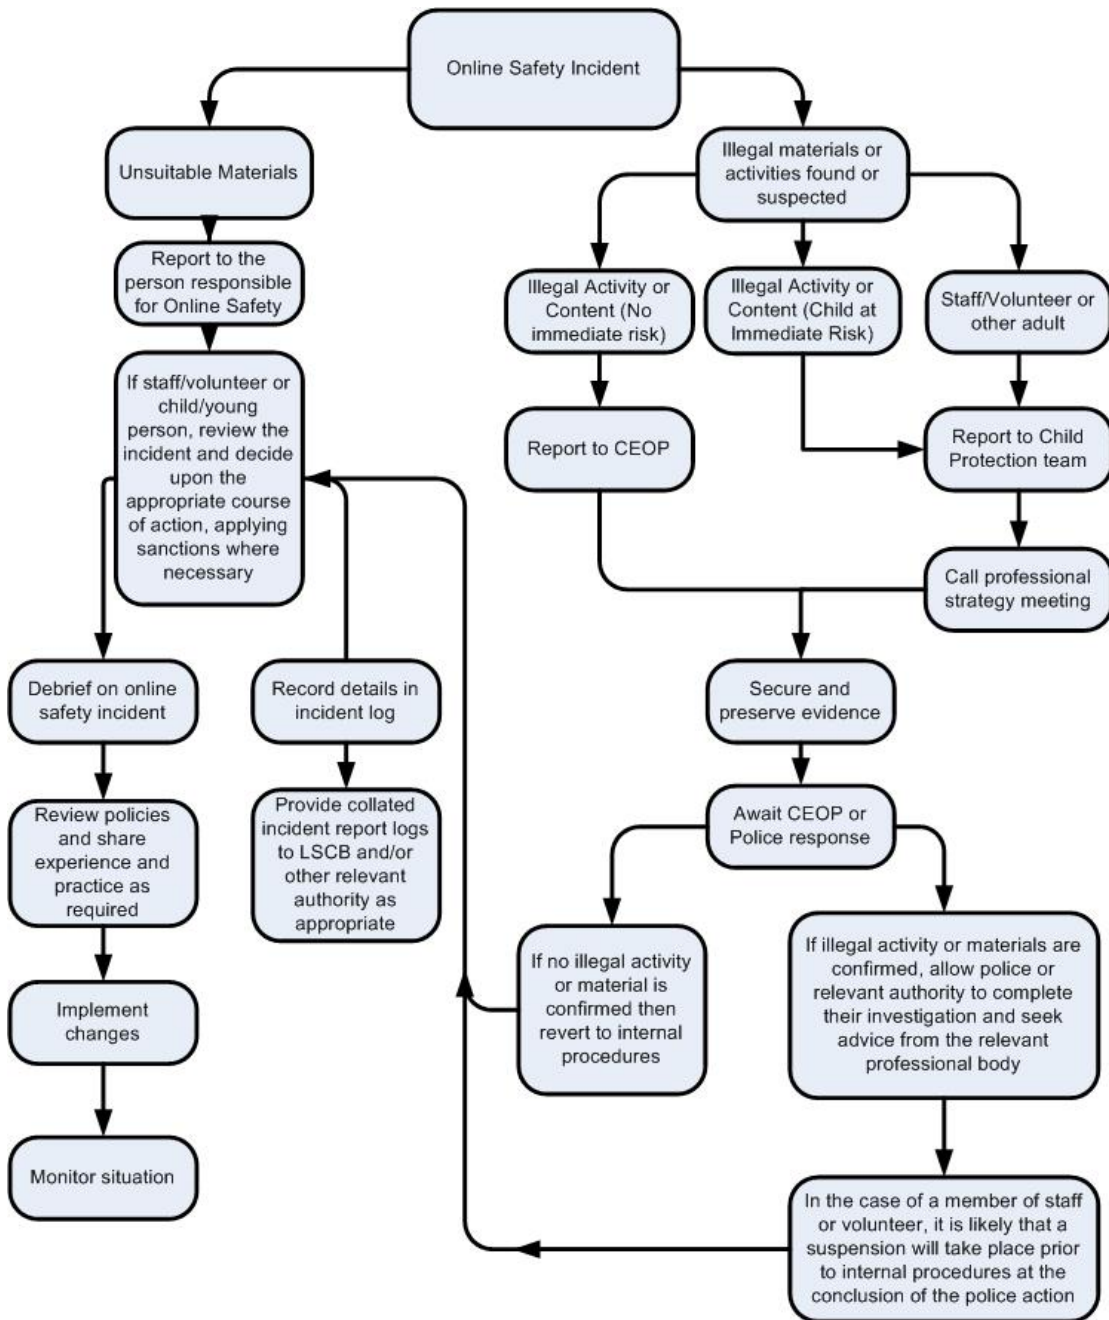 Online Safety Incident
Unsuitable Materials
Report to the
person responsible
for Online Safety
If staff/volunteer or
child/young
person, review the
incident and decide
upon the
appropriate course
of action, applying
sanctions where
necessary
Debrief on online
safety incident
Review policies
and share
experience and
practice as
required
Implement
changes
Monitor situation
Record details in
incident log
Provide collated
incident report logs
to LSCB and/or
other relevant
authority as
appropriate
Illegal materials or
activities found or
suspected
Illegal Activity or
Content (No
immediate risk)
Report to CEOP
Illegal Activity or
Content (Child at
Immediate Risk)
Staff/Volunteer or
other adult
Report to Child
Protection team
Call professional
strategy meeting
Secure and
preserve evidence
Await CEOP or
Police response
If no illegal activity
or material is
confirmed then
revert to internal
procedures
If illegal activity or materials are
confirmed, allow police or
relevant authority to complete
their investigation and seek
advice from the relevant
professional body
In the case of a member of staff
or volunteer, it is likely that a
suspension will take place prior
to internal procedures at the
conclusion of the police action